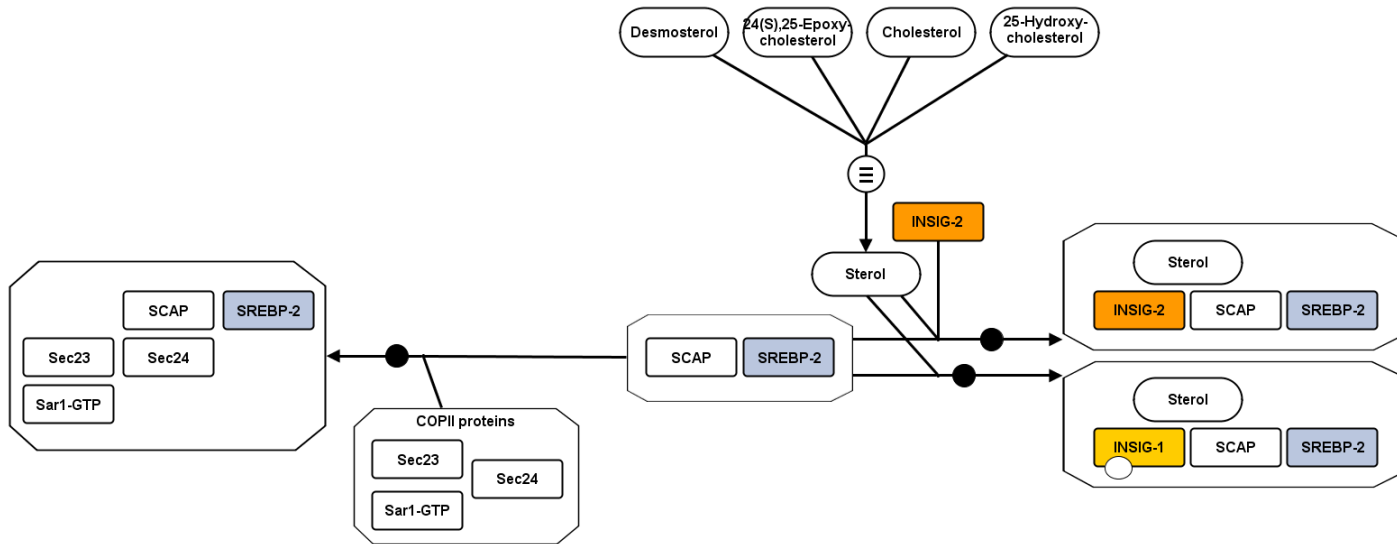 Desmosterol
24(S),25-Epoxy-
cholesterol
Cholesterol
25-Hydroxy-
cholesterol
INSIG-2
Sterol
Sterol
INSIG-2
SCAP
SREBP-2
SCAP
SREBP-2
Sec23
Sec24
Sar1-GTP
SCAP
SREBP-2
COPII proteins
Sec23
Sec24
Sar1-GTP
Sterol
INSIG-1
SCAP
SREBP-2